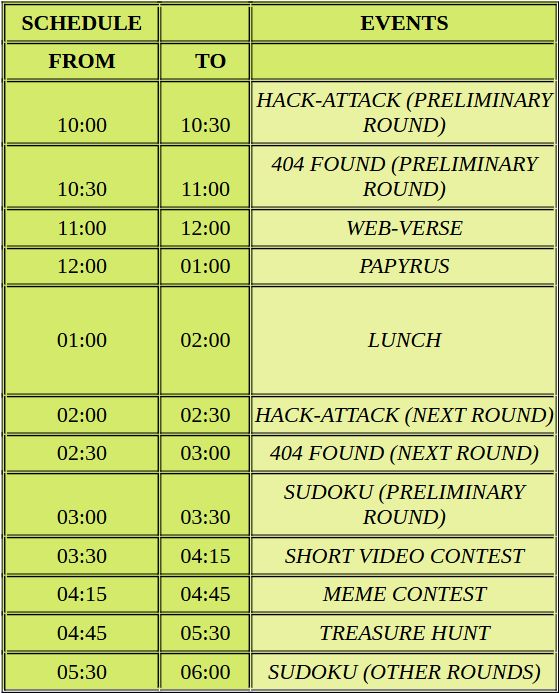 SCHEDULE EVENTS
FROM TO
HACK-ATTACK (PRELIMINARY
10:00 10:30 ROUND)
404 FOUND (PRELIMINARY
10:30 11:00 ROUND)
11:00 12:00 WEB-VERSE
12:00 01:00 PAPYRUS
01:00 02:00 LUNCH
02:00 02:30 HACK-ATTACK (NEXT ROUND)
02:30 03:00 404 FOUND (NEXT ROUND)
SUDOKU (PRELIMINARY
03:00 03:30 ROUND)
03:30 04:15 SHORT VIDEO CONTEST
04:15 04:45 MEME CONTEST
04:45 05:30 TREASURE HUNT
05:30 06:00 SUDOKU (OTHER ROUNDS)